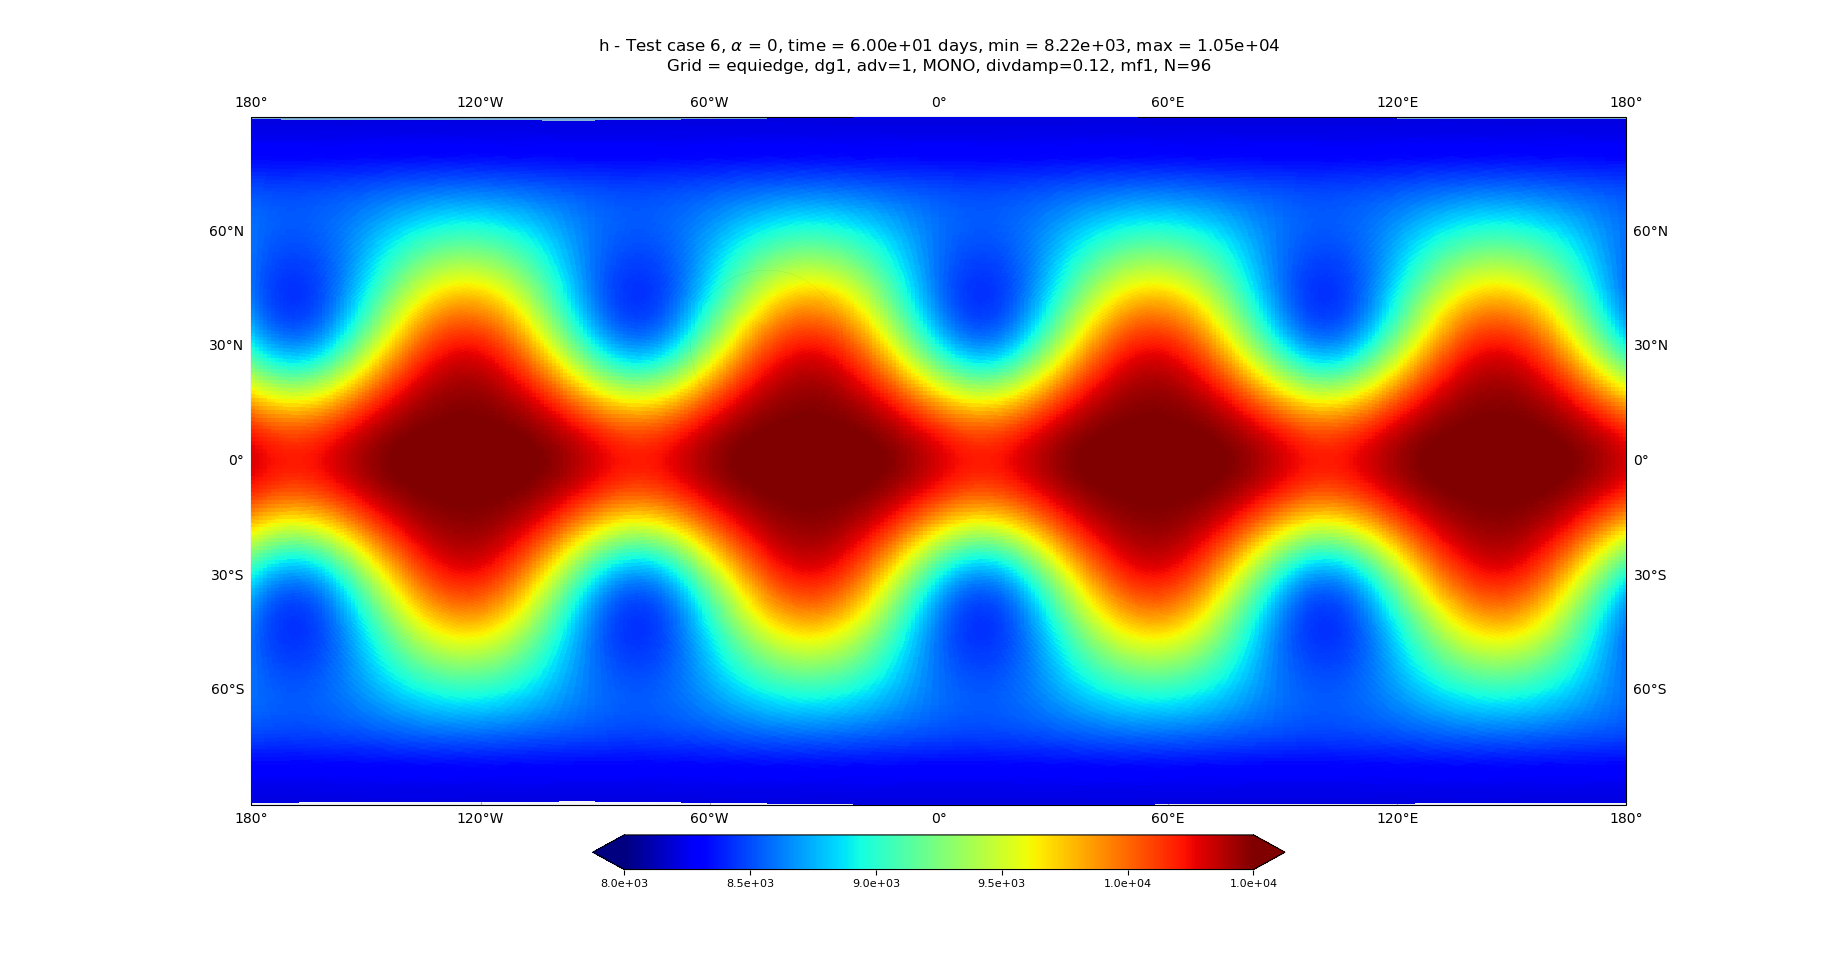 h - Test case 6, α = 0, time = 6.00e+01 days, min = 8.22e+03, max = 1.05e+04
Grid = equiedge, dg1, adv=1, MONO, divdamp=0.12, mf1, N=96
180° 120°W 60°W 0° 60°E 120°E 180°
60°N 60°N
30°N 30°N
0° 0°
30°S 30°S
60°S 60°S
180° 120°W 60°W 0° 60°E 120°E 180°
8.0e+03 8.5e+03 9.0e+03 9.5e+03 1.0e+04 1.0e+04